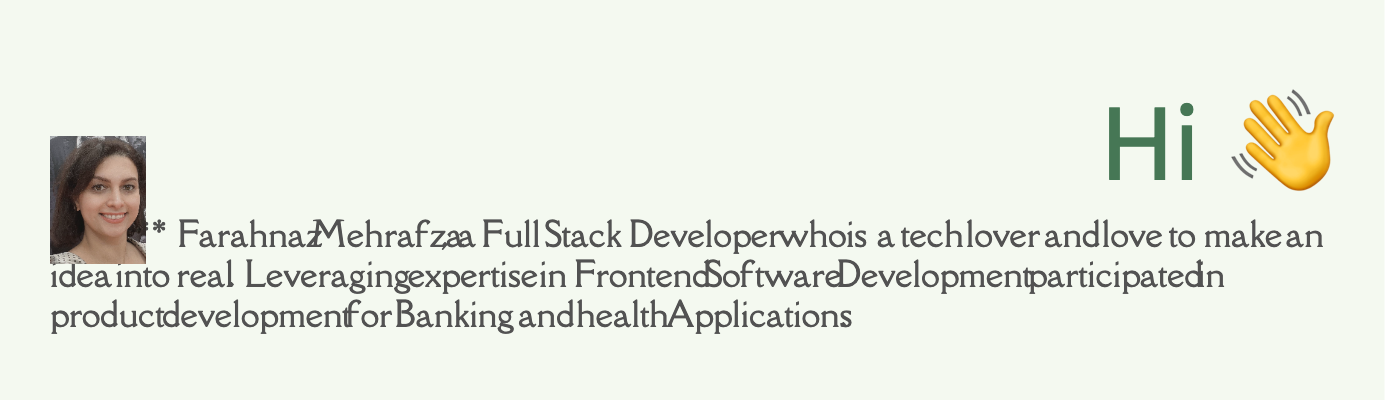 Hi 👋
* Farahnaz Mehrafza, a Full Stack Developer who is a tech lover and love to make an
idea into real. Leveraging expertise in Frontend Software Development participated in
product development for Banking and health Applications